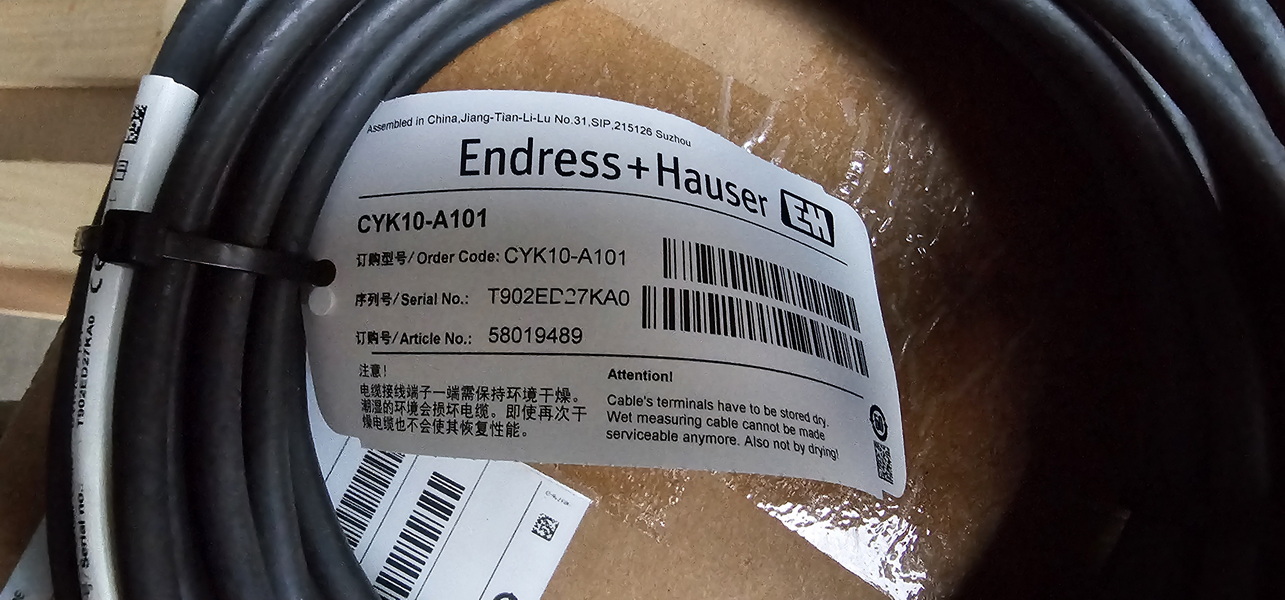 Assembled in China,Jiang-Tian-Li-Lu No.31,SIP,215126 Suzhou
Endress+Hauser EH
CYK10-A101
订购型号/Order Code: CYK10-A101
序列号/Serial No.: T902ED27KA0
订购号/Article No.: 58019489
注意!
电缆接线端子一端需保持环境干燥。
潮湿的环境会损坏电缆。即使再次干
燥电缆也不会使其恢复性能。
Attention!
Cable's terminals have to be stored dry.
Wet measuring cable cannot be made
serviceable anymore. Also not by drying!
/ Serial no.: T902ED27KA0